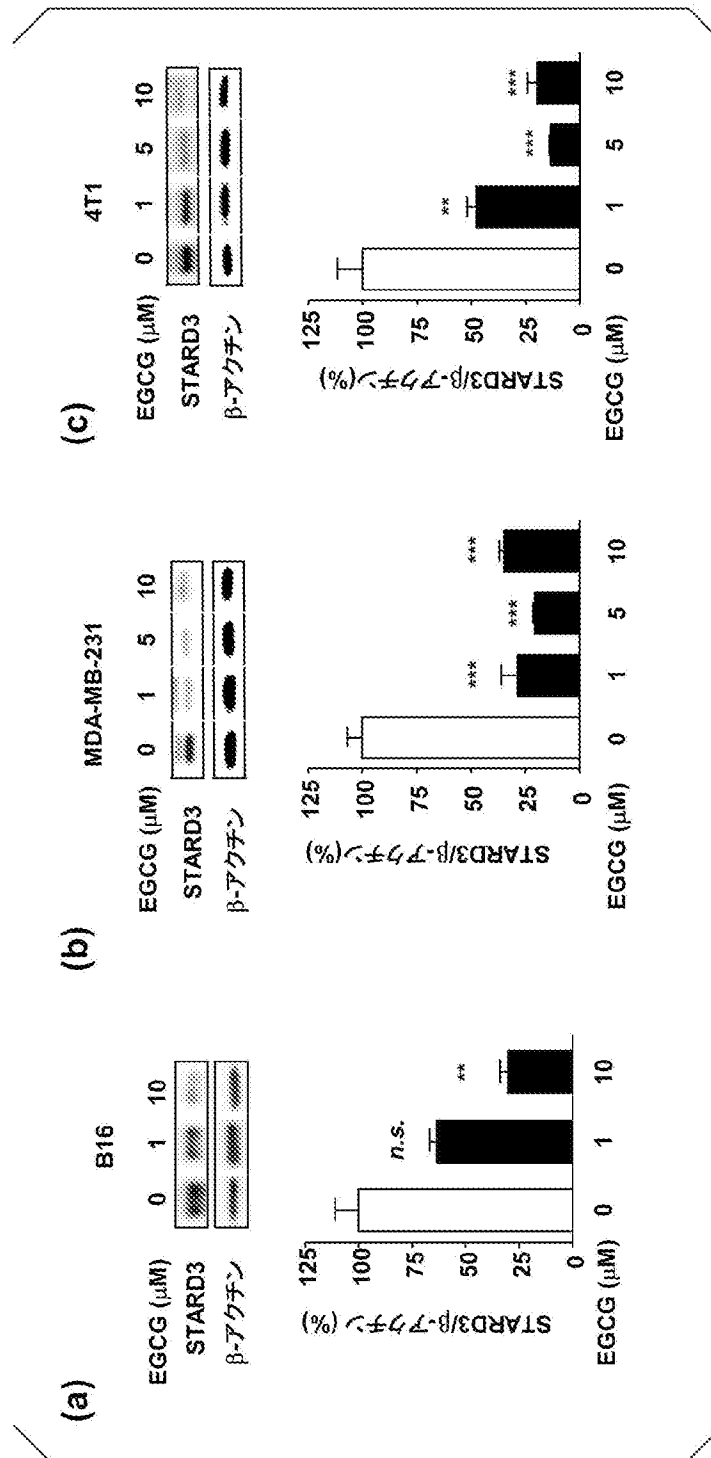 (a)
B16
EGCG (μM) 0 1 10
STARD3
β-アクチン
STARD3/β-アクチン(%)
125
100
75
50
25
0
n.s.
**
0 1 10
EGCG (μM)
(b)
MDA-MB-231
EGCG (μM) 0 1 5 10
STARD3
β-アクチン
STARD3/β-アクチン(%)
125
100
75
50
25
0
***
***
***
0 1 5 10
EGCG (μM)
(c)
4T1
EGCG (μM) 0 1 5 10
STARD3
β-アクチン
STARD3/β-アクチン(%)
125
100
75
50
25
0
**
***
***
0 1 5 10
EGCG (μM)